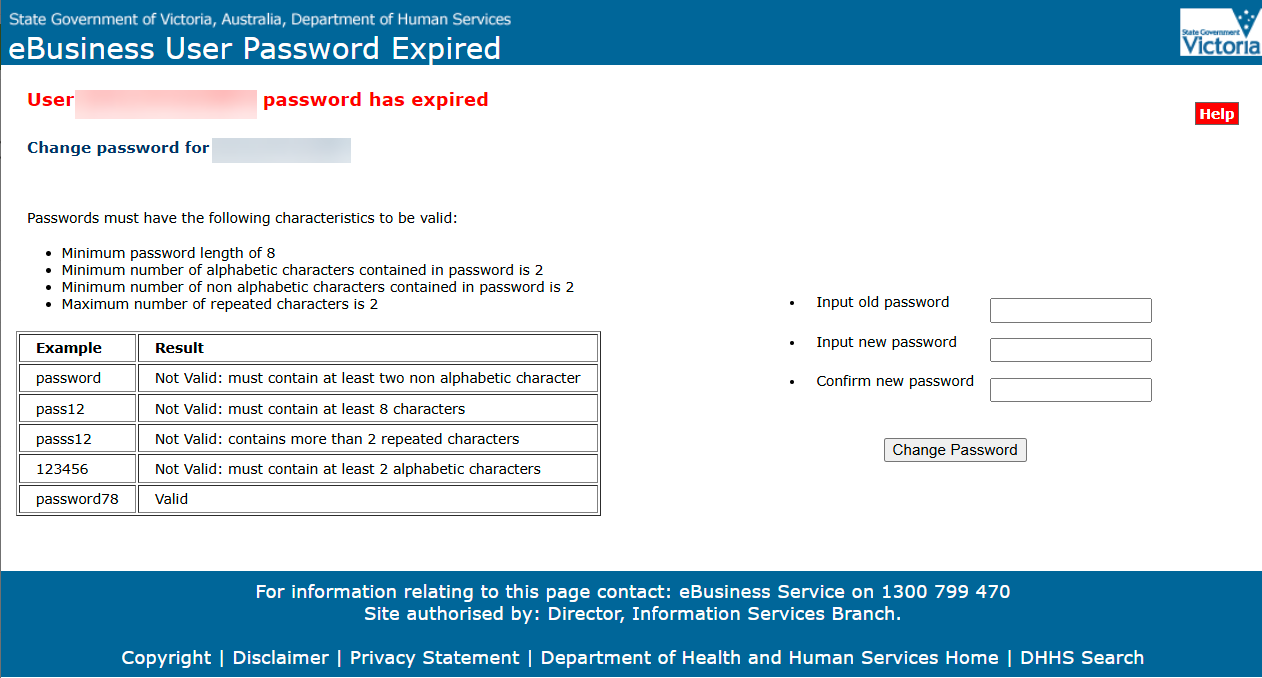 State Government of Victoria, Australia, Department of Human Services
eBusiness User Password Expired
State Government
Victoria
User password has expired
Help
Change password for
Passwords must have the following characteristics to be valid:
• Minimum password length of 8
• Minimum number of alphabetic characters contained in password is 2
• Minimum number of non alphabetic characters contained in password is 2
• Maximum number of repeated characters is 2
Example Result
password Not Valid: must contain at least two non alphabetic character
pass12 Not Valid: must contain at least 8 characters
passs12 Not Valid: contains more than 2 repeated characters
123456 Not Valid: must contain at least 2 alphabetic characters
password78 Valid
• Input old password
• Input new password
• Confirm new password
Change Password
For information relating to this page contact: eBusiness Service on 1300 799 470
Site authorised by: Director, Information Services Branch.
Copyright | Disclaimer | Privacy Statement | Department of Health and Human Services Home | DHHS Search